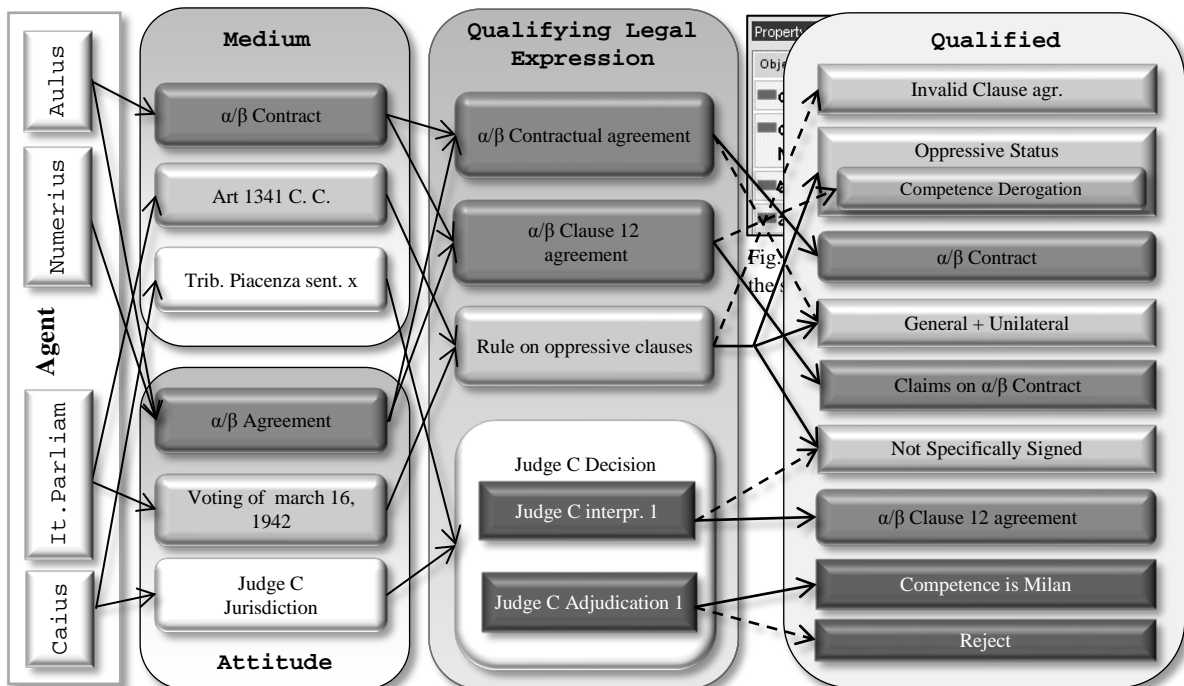 Agent
Aulus
Numerius
It.Parliam
Caius
Medium
α/β Contract
Art 1341 C. C.
Trib. Piacenza sent. x
α/β Agreement
Voting of march 16,
1942
Judge C
Jurisdiction
Attitude
Qualifying Legal
Expression
α/β Contractual agreement
α/β Clause 12
agreement
Rule on oppressive clauses
Judge C Decision
Judge C interpr. 1
Judge C Adjudication 1
Property
Obje
Fig.
the s
Qualified
Invalid Clause agr.
Oppressive Status
Competence Derogation
α/β Contract
General + Unilateral
Claims on α/β Contract
Not Specifically Signed
α/β Clause 12 agreement
Competence is Milan
Reject